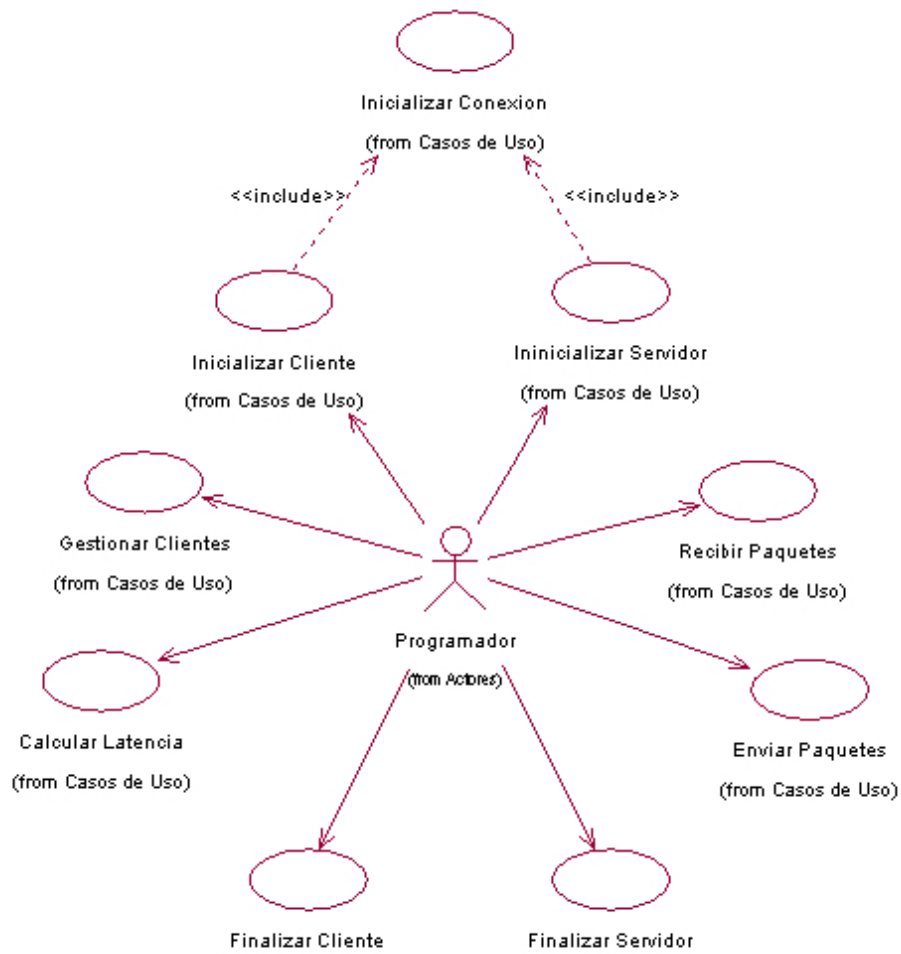 Inicializar Conexion
(from Casos de Uso)
<<include>>
<<include>>
Inicializar Cliente
(from Casos de Uso)
Ininicializar Servidor
(from Casos de Uso)
Gestionar Clientes
(from Casos de Uso)
Recibir Paquetes
(from Casos de Uso)
Programador
(from Actores)
Calcular Latencia
(from Casos de Uso)
Enviar Paquetes
(from Casos de Uso)
Finalizar Cliente
Finalizar Servidor